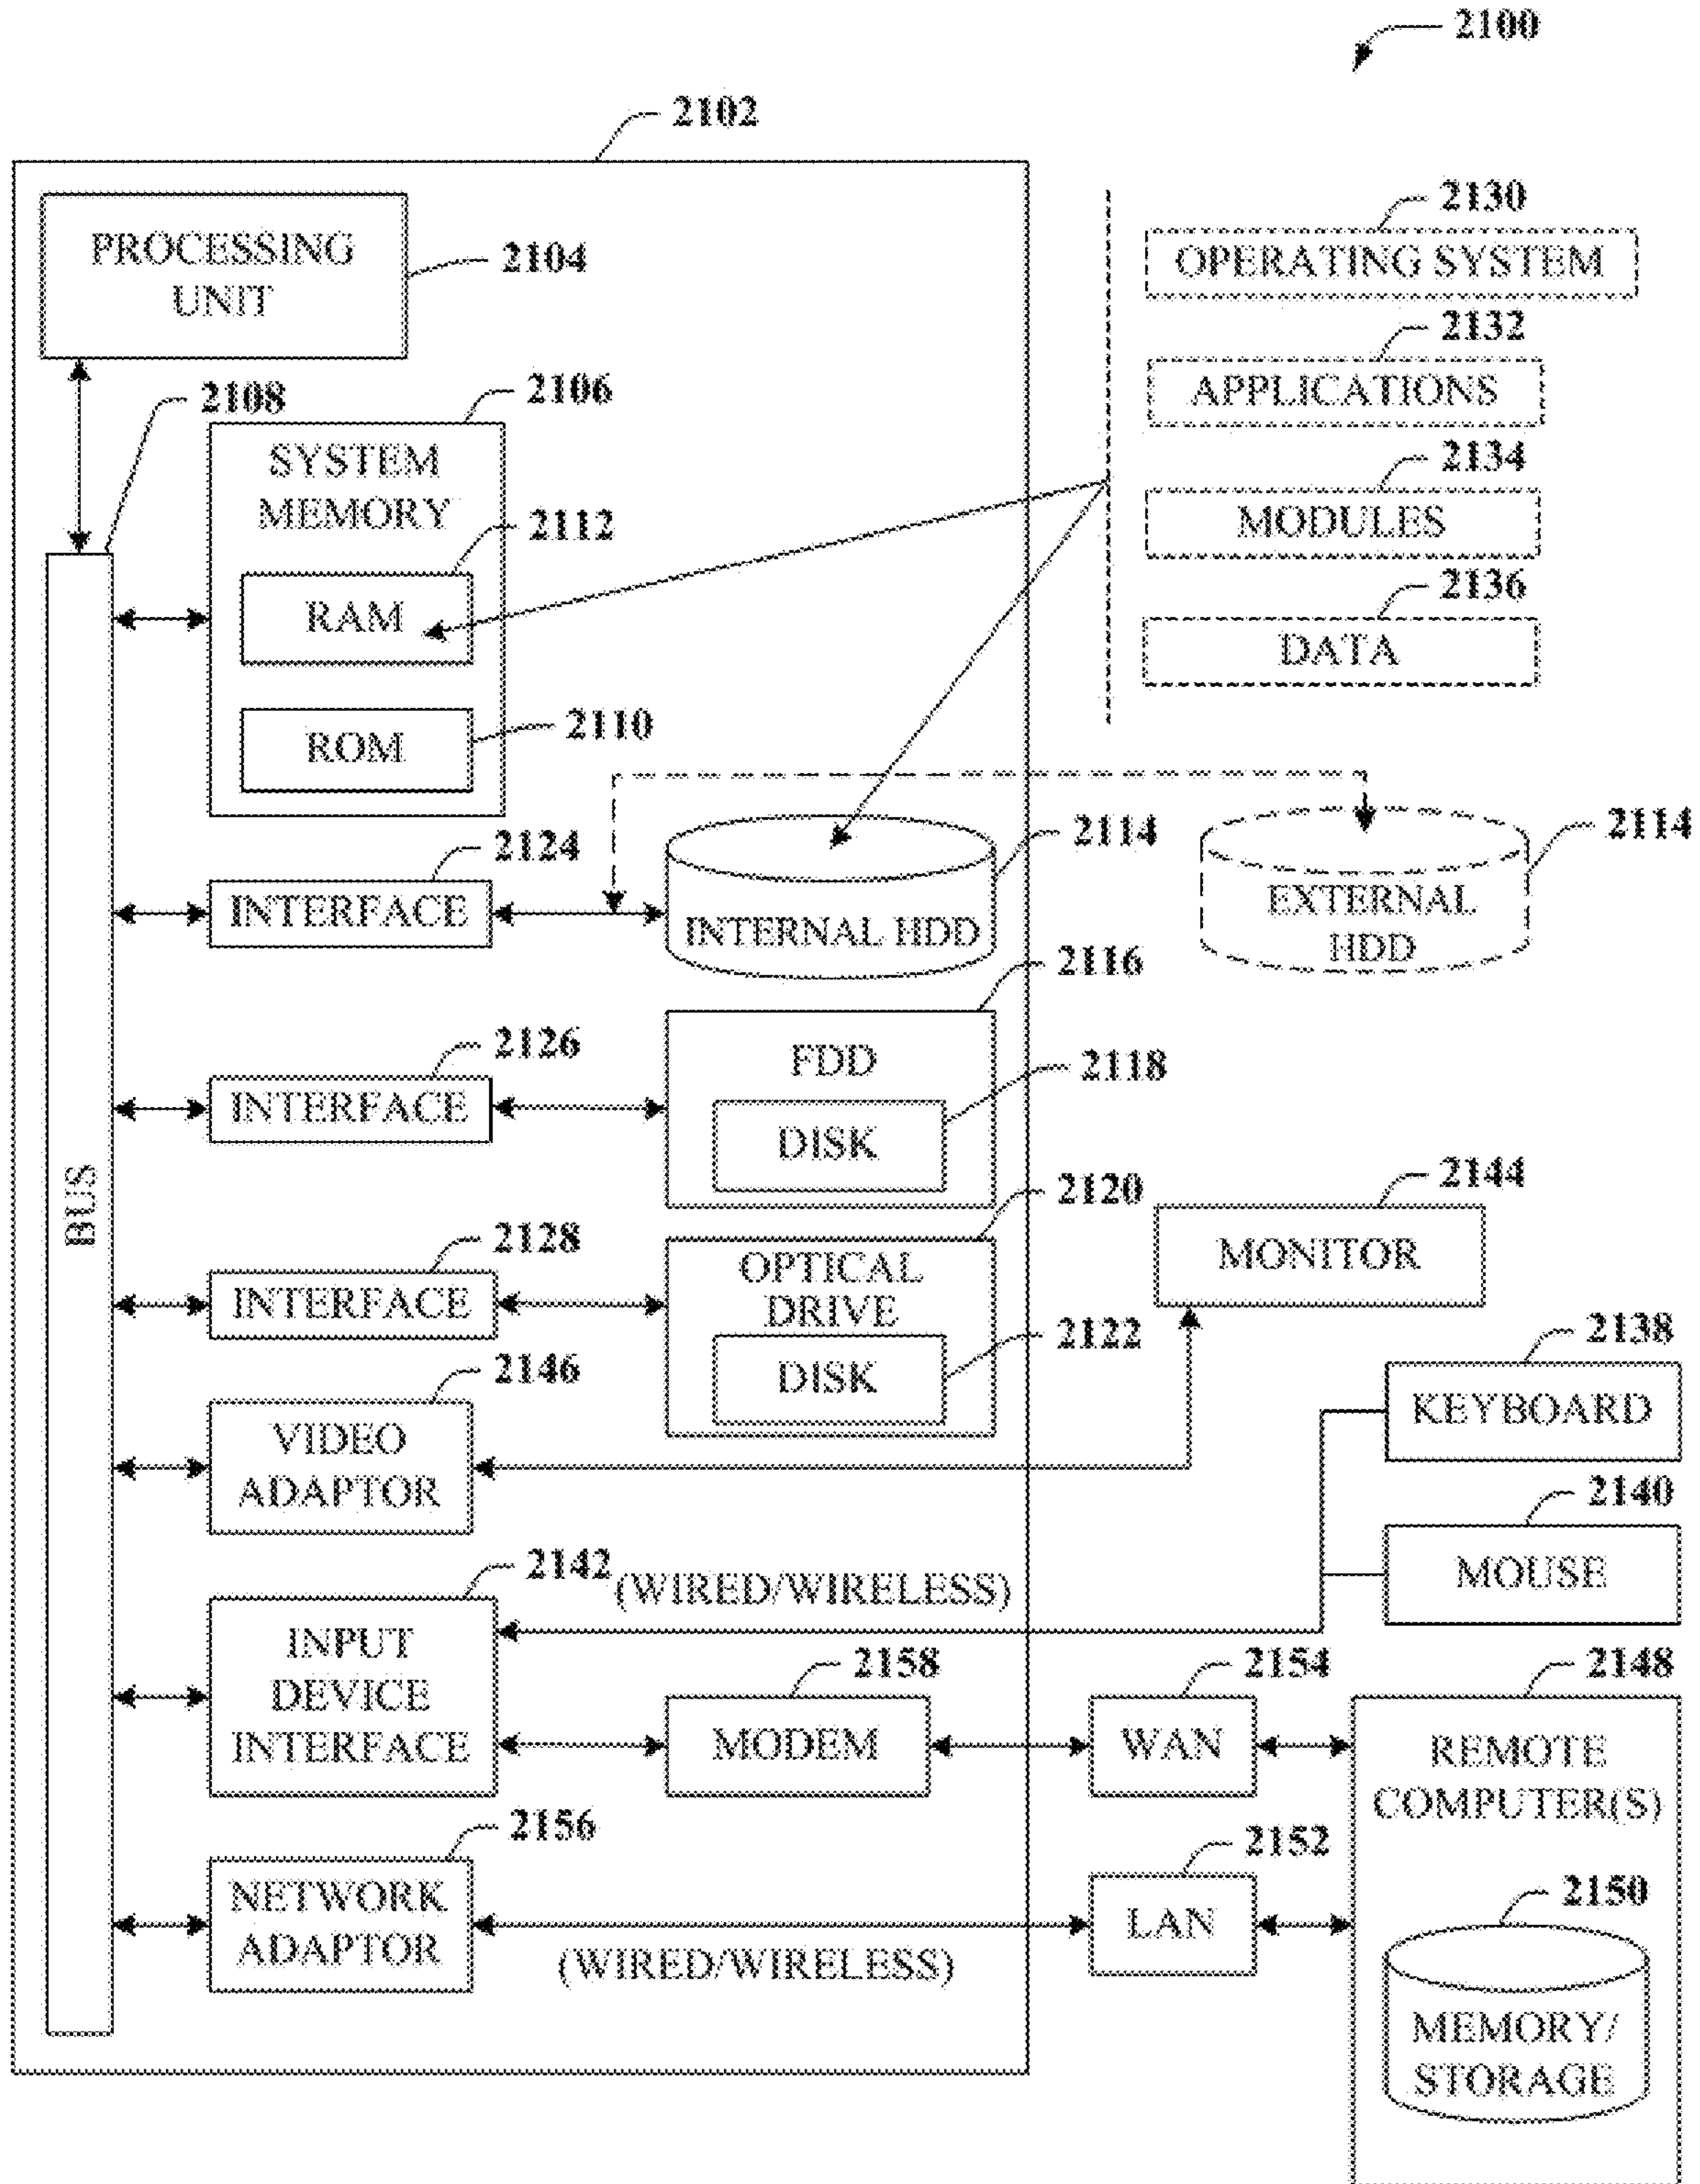 2100
2102
PROCESSING
UNIT
2104
2130
OPERATING SYSTEM
2132
APPLICATIONS
2134
MODULES
2136
DATA
2108
2106
SYSTEM
MEMORY
2112
RAM
2110
ROM
2124
INTERFACE
2114
INTERNAL HDD
2114
EXTERNAL
HDD
2126
INTERFACE
2116
FDD
2118
DISK
BUS
2128
INTERFACE
2120
OPTICAL
DRIVE
2122
DISK
2144
MONITOR
2146
VIDEO
ADAPTOR
2138
KEYBOARD
2140
MOUSE
2142
(WIRED/WIRELESS)
INPUT
DEVICE
INTERFACE
2158
MODEM
2154
WAN
2148
REMOTE
COMPUTER(S)
2156
NETWORK
ADAPTOR
(WIRED/WIRELESS)
2152
LAN
2150
MEMORY/
STORAGE